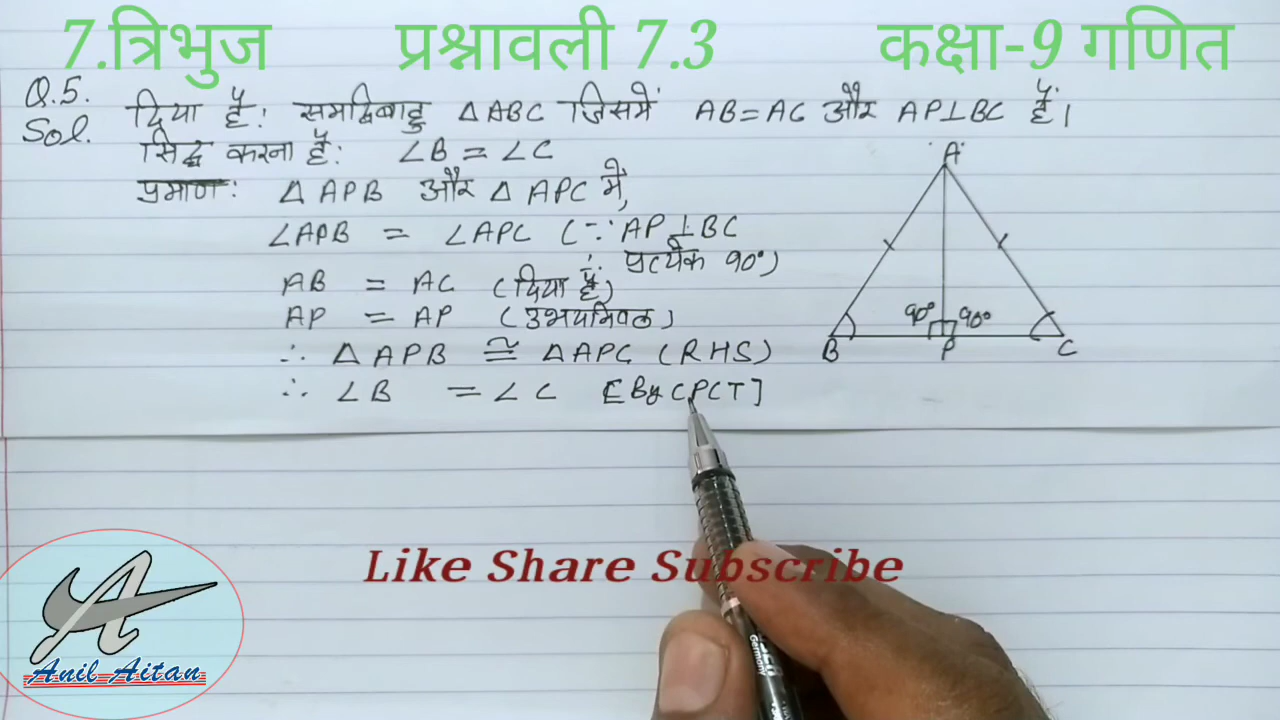 7.त्रिभुज प्रश्नावली 7.3 कक्षा-9 गणित
Q.5.
Sol. दिया है: समद्विबाहु △ABC जिसमें AB=AC और AP⊥BC है।
सिद्ध करना है: ∠B = ∠C
प्रमाण: △APB और △APC में,
∠APB = ∠APC (∵ AP⊥BC
∴ प्रत्येक 90°)
AB = AC (दिया है)
AP = AP (उभयनिष्ठ)
∴ △APB ≅ △APC (RHS)
∴ ∠B = ∠C [By CPCT]
A
90° 90°
B P C
Like Share Subscribe
Anil Aitan
Germany